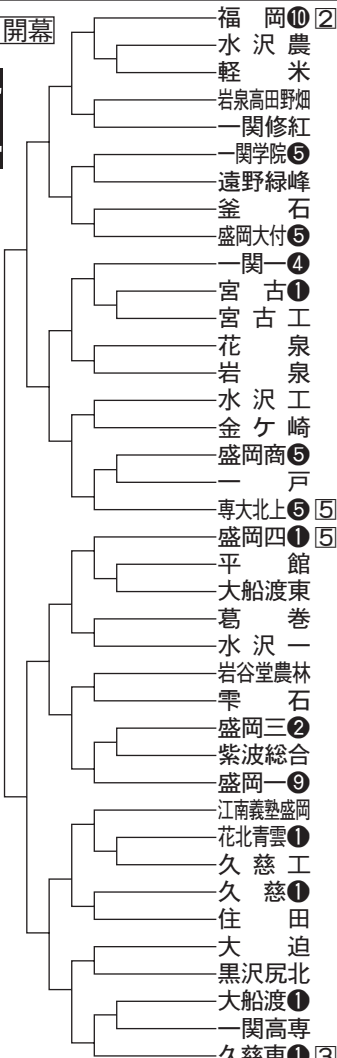 開幕
福岡❿ 2
水沢農
軽米
岩泉高田野畑
一関修紅
一関学院❺
遠野緑峰
釜石
盛岡大付❺
一関一❹
宮古❶
宮古工
花泉
岩泉
水沢工
金ケ崎
盛岡商❺
一戸
専大北上❺ 5
盛岡四❶ 5
平舘
大船渡東
葛巻
水沢一
岩谷堂農林
雫石
盛岡三❷
紫波総合
盛岡一❾
江南義塾盛岡
花北青雲❶
久慈工
久慈❶
住田
大迫
黒沢尻北
大船渡❶
一関高専
久慈東❶ 3